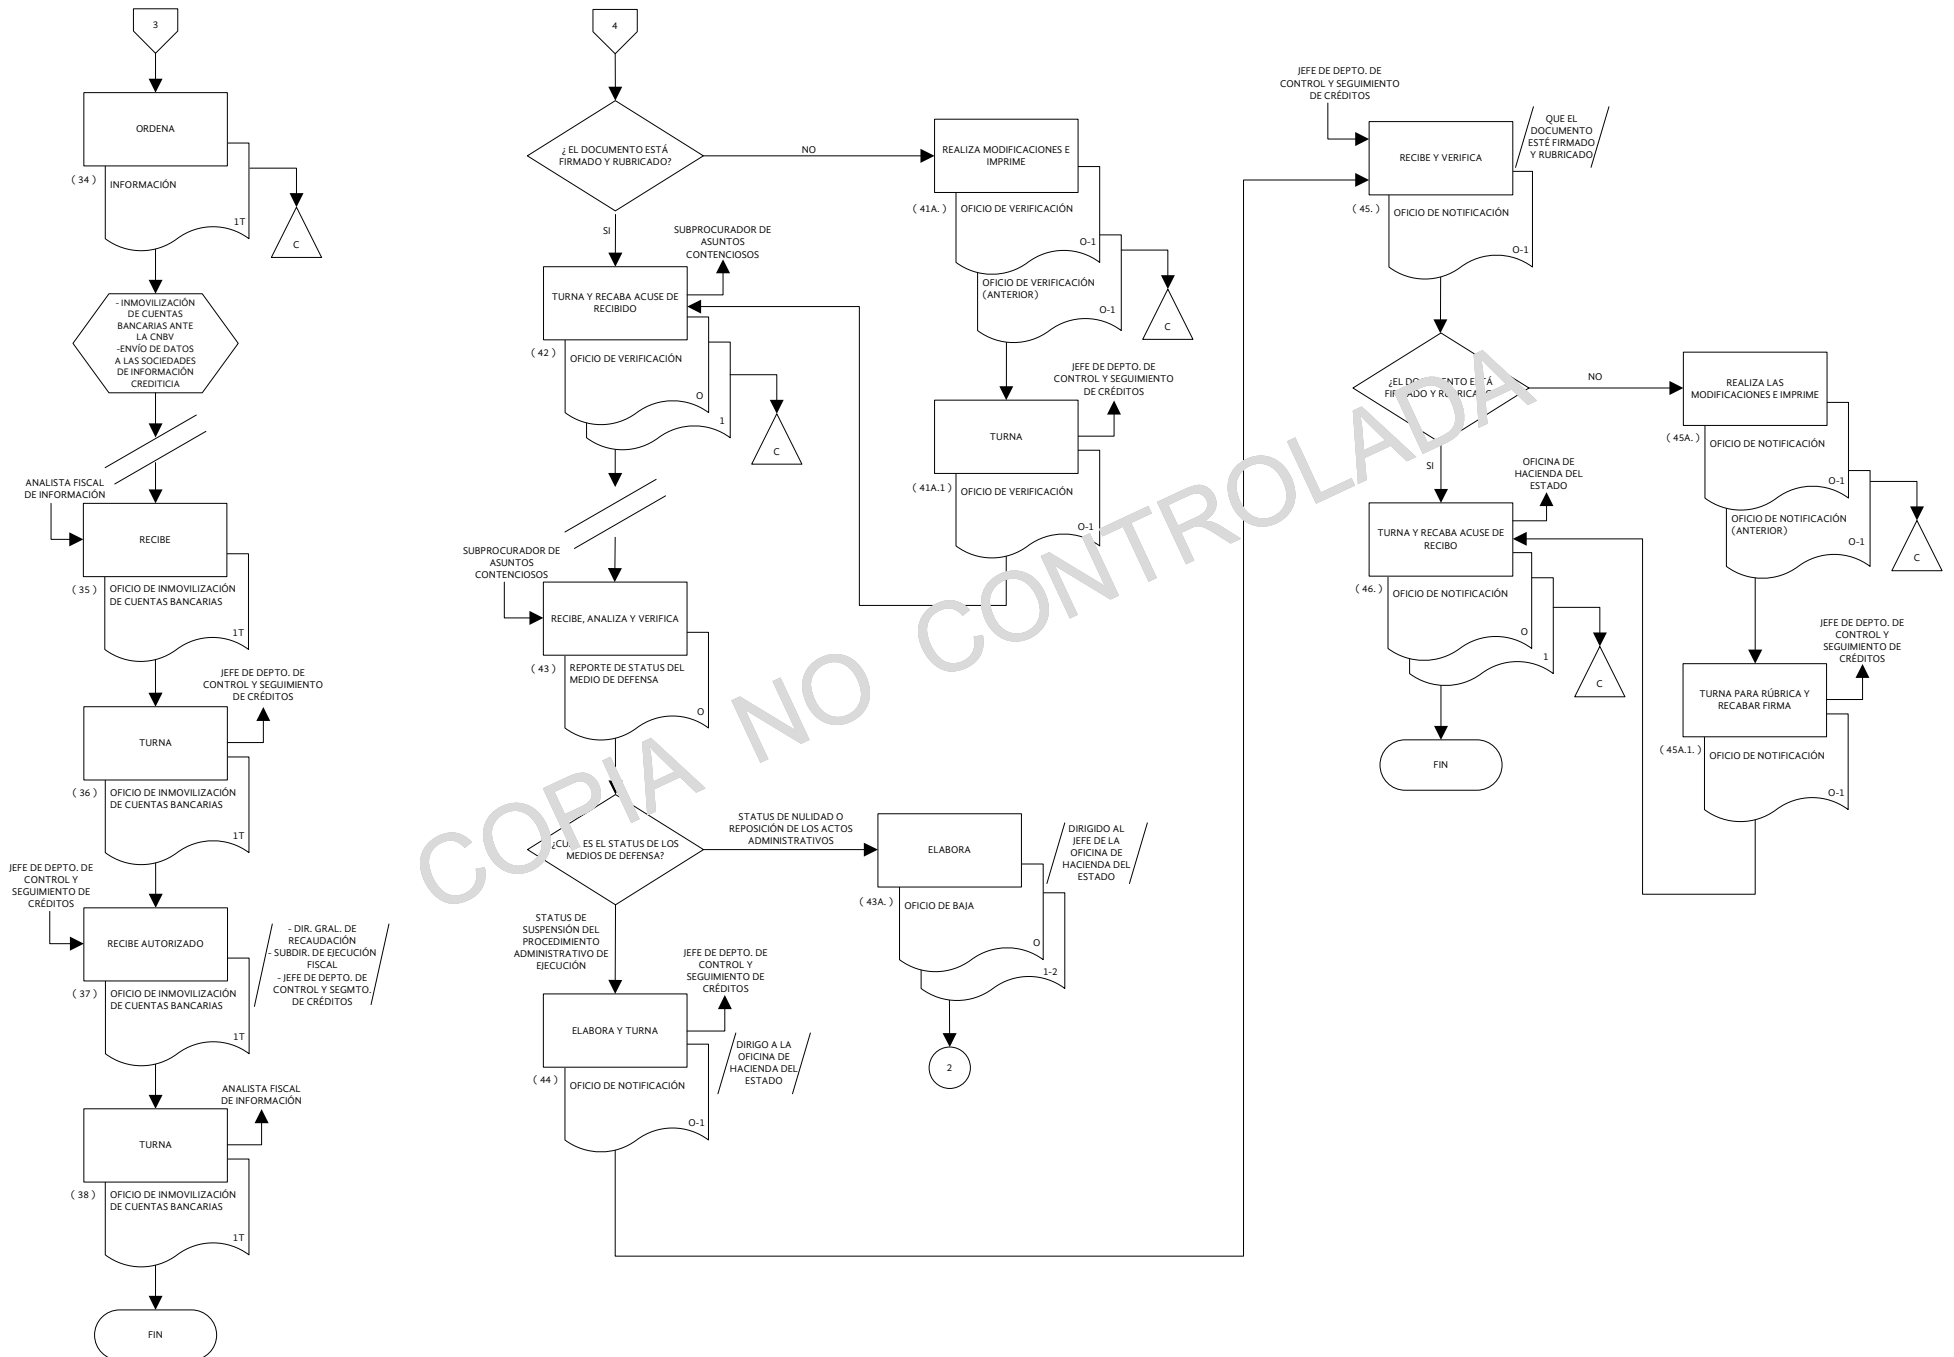 3
ORDENA
( 34 )
INFORMACIÓN
1T
C
- INMOVILIZACIÓN
DE CUENTAS
BANCARIAS ANTE
LA CNBV
-ENVÍO DE DATOS
A LAS SOCIEDADES
DE INFORMACIÓN
CREDITICIA
ANALISTA FISCAL
DE INFORMACIÓN
RECIBE
( 35 )
OFICIO DE INMOVILIZACIÓN
DE CUENTAS BANCARIAS
1T
JEFE DE DEPTO. DE
CONTROL Y SEGUIMIENTO
DE CRÉDITOS
TURNA
( 36 )
OFICIO DE INMOVILIZACIÓN
DE CUENTAS BANCARIAS
1T
JEFE DE DEPTO. DE
CONTROL Y
SEGUIMIENTO DE
CRÉDITOS
RECIBE AUTORIZADO
- DIR. GRAL. DE
RECAUDACIÓN
- SUBDIR. DE EJECUCIÓN
FISCAL
- JEFE DE DEPTO. DE
CONTROL Y SEGMTO.
DE CRÉDITOS
( 37 )
OFICIO DE INMOVILIZACIÓN
DE CUENTAS BANCARIAS
1T
ANALISTA FISCAL
DE INFORMACIÓN
TURNA
( 38 )
OFICIO DE INMOVILIZACIÓN
DE CUENTAS BANCARIAS
1T
FIN
4
¿ EL DOCUMENTO ESTÁ
FIRMADO Y RUBRICADO?
NO
SI
REALIZA MODIFICACIONES E
IMPRIME
( 41A. )
OFICIO DE VERIFICACIÓN
O-1
OFICIO DE VERIFICACIÓN
(ANTERIOR)
O-1
C
JEFE DE DEPTO. DE
CONTROL Y SEGUIMIENTO
DE CRÉDITOS
TURNA
( 41A.1 )
OFICIO DE VERIFICACIÓN
O-1
SUBPROCURADOR DE
ASUNTOS
CONTENCIOSOS
TURNA Y RECABA ACUSE DE
RECIBIDO
( 42 )
OFICIO DE VERIFICACIÓN
O
1
C
SUBPROCURADOR DE
ASUNTOS
CONTENCIOSOS
RECIBE, ANALIZA Y VERIFICA
( 43 )
REPORTE DE STATUS DEL
MEDIO DE DEFENSA
O
ES EL STATUS DE LOS
MEDIOS DE DEFENSA?
STATUS DE NULIDAD O
REPOSICIÓN DE LOS ACTOS
ADMINISTRATIVOS
ELABORA
DIRIGIDO AL
JEFE DE LA
OFICINA DE
HACIENDA DEL
ESTADO
( 43A. )
OFICIO DE BAJA
O
1-2
2
STATUS DE
SUSPENSIÓN DEL
PROCEDIMIENTO
ADMINISTRATIVO DE
EJECUCIÓN
JEFE DE DEPTO. DE
CONTROL Y
SEGUIMIENTO DE
CRÉDITOS
ELABORA Y TURNA
DIRIGO A LA
OFICINA DE
HACIENDA DEL
ESTADO
( 44 )
OFICIO DE NOTIFICACIÓN
O-1
JEFE DE DEPTO. DE
CONTROL Y SEGUIMIENTO
DE CRÉDITOS
RECIBE Y VERIFICA
QUE EL
DOCUMENTO
ESTÉ FIRMADO
Y RUBRICADO
( 45. )
OFICIO DE NOTIFICACIÓN
O-1
¿EL
NO
SI
REALIZA LAS
MODIFICACIONES E IMPRIME
( 45A. )
OFICIO DE NOTIFICACIÓN
O-1
OFICIO DE NOTIFICACIÓN
(ANTERIOR)
O-1
C
JEFE DE DEPTO. DE
CONTROL Y
SEGUIMIENTO DE
CRÉDITOS
TURNA PARA RÚBRICA Y
RECABAR FIRMA
( 45A.1. )
OFICIO DE NOTIFICACIÓN
O-1
OFICINA DE
HACIENDA DEL
ESTADO
TURNA Y RECABA ACUSE DE
RECIBO
( 46. )
OFICIO DE NOTIFICACIÓN
O
1
C
FIN
COPIA NO CONTROLADA